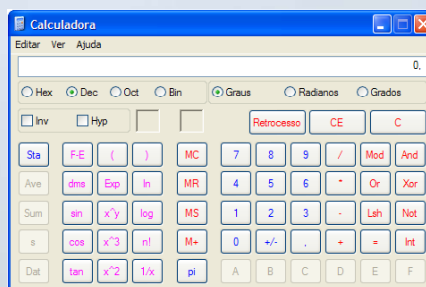 Calculadora
Editar Ver Ajuda
0,
Hex Dec Oct Bin Graus Radianos Grados
Inv Hyp Retrocesso CE C
Sta F-E ( ) MC 7 8 9 / Mod And
Ave dms Exp ln MR 4 5 6 * Or Xor
Sum sin x^y log MS 1 2 3 - Lsh Not
s cos x^3 n! M+ 0 +/- , + = Int
Dat tan x^2 1/x pi A B C D E F